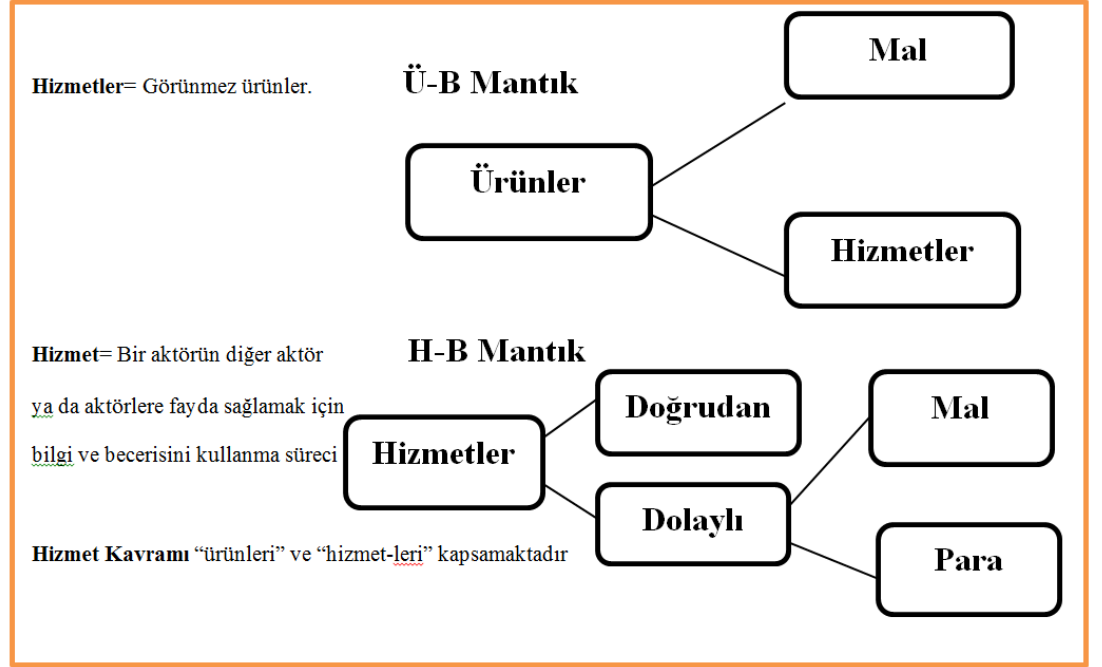 Mal
Hizmetler= Görünmez ürünler.
Ü-B Mantık
Ürünler
Hizmetler
Hizmet= Bir aktörün diğer aktör
H-B Mantık
ya da aktörlere fayda sağlamak için
Doğrudan
Mal
bilgi ve becerisini kullanma süreci
Hizmetler
Dolaylı
Hizmet Kavramı “ürünleri” ve “hizmet-leri” kapsamaktadır
Para